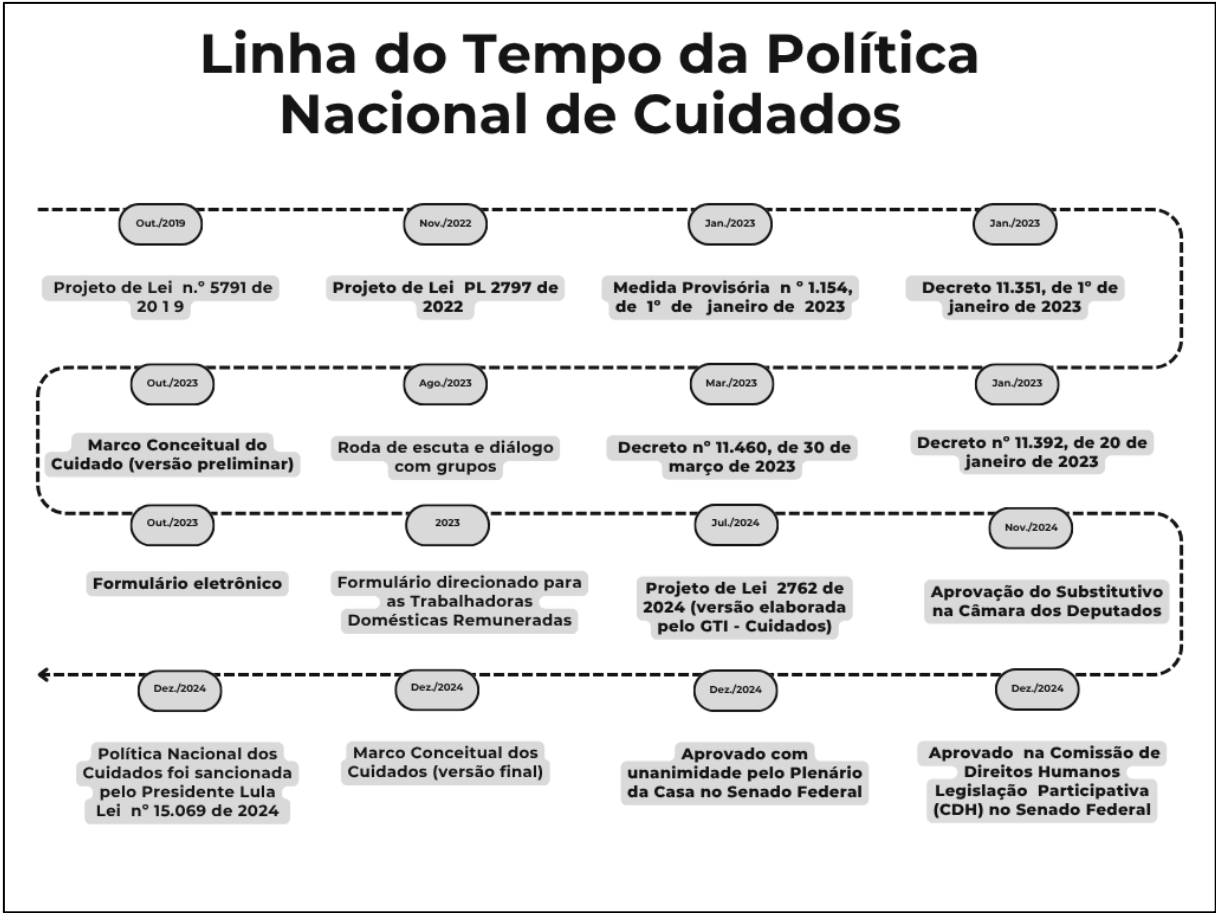 Linha do Tempo da Política
Nacional de Cuidados
Out./2019
Projeto de Lei n.º 5791 de
20 1 9
Nov./2022
Projeto de Lei PL 2797 de
2022
Jan./2023
Medida Provisória n º 1.154,
de 1º de janeiro de 2023
Jan./2023
Decreto 11.351, de 1º de
janeiro de 2023
Jan./2023
Decreto nº 11.392, de 20 de
janeiro de 2023
Mar./2023
Decreto nº 11.460, de 30 de
março de 2023
Ago./2023
Roda de escuta e diálogo
com grupos
Out./2023
Marco Conceitual do
Cuidado (versão preliminar)
Out./2023
Formulário eletrônico
2023
Formulário direcionado para
as Trabalhadoras
Domésticas Remuneradas
Jul./2024
Projeto de Lei 2762 de
2024 (versão elaborada
pelo GTI - Cuidados)
Nov./2024
Aprovação do Substitutivo
na Câmara dos Deputados
Dez./2024
Aprovado na Comissão de
Direitos Humanos
Legislação Participativa
(CDH) no Senado Federal
Dez./2024
Aprovado com
unanimidade pelo Plenário
da Casa no Senado Federal
Dez./2024
Marco Conceitual dos
Cuidados (versão final)
Dez./2024
Política Nacional dos
Cuidados foi sancionada
pelo Presidente Lula
Lei nº 15.069 de 2024